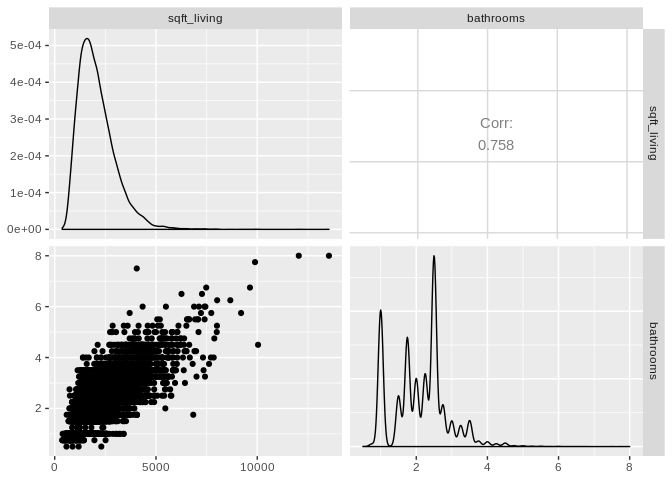 sqft_living
bathrooms
5e-04
4e-04
3e-04
2e-04
1e-04
0e+00
Corr:
0.758
sqft_living
8
6
4
2
bathrooms
0
5000
10000
2
4
6
8